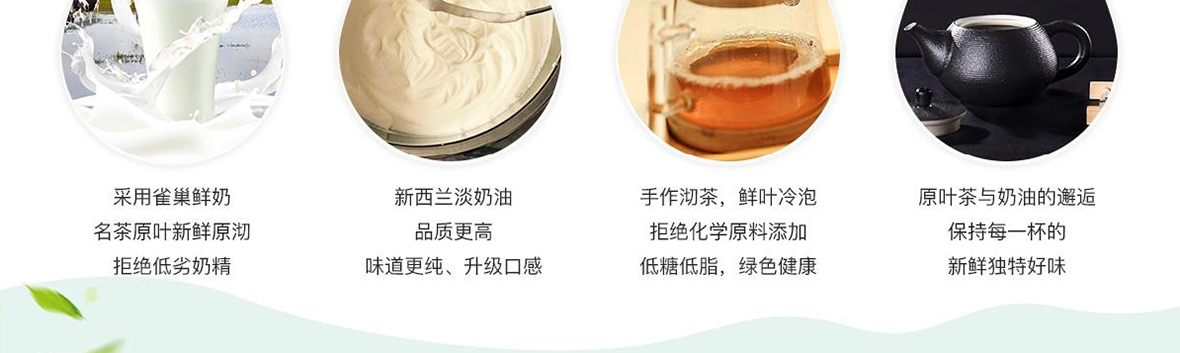 采用雀巢鲜奶
名茶原叶新鲜原沏
拒绝低劣奶精
新西兰淡奶油
品质更高
味道更纯、升级口感
手作沏茶，鲜叶冷泡
拒绝化学原料添加
低糖低脂，绿色健康
原叶茶与奶油的邂逅
保持每一杯的
新鲜独特好味